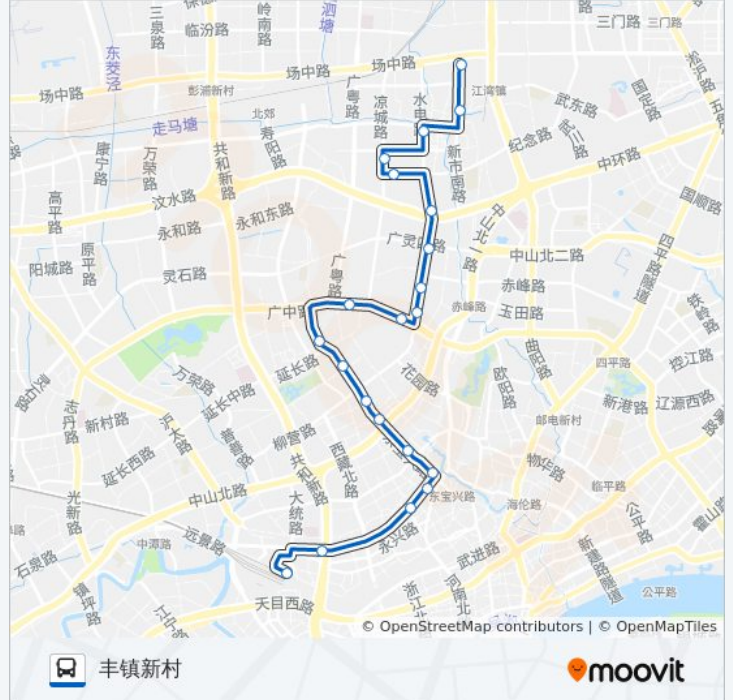 三泉路
临汾路
岭南路
泗塘
路
三门路
三门路
东茭泾
场中路
场中路
场中路
彭浦新村
广粤路
凉城路
水电
江湾镇
淞沪路
国定路
五角
走马塘
北郊
寿阳路
武东路
武川路
纪念路
康宁路
万荣路
共和新路
新市南路
中环路
汶水路
高平路
国顺路
永和路
永和东路
广灵
路
中山北一路
中山北二路
四平路隧道
阳城路
原平路
灵石路
广粤路
赤峰路
广中路
赤峰路
玉田路
铁岭路
延长路
花园路
曲阳路
四平路
控江路
万荣路
延长中路
欧阳路
志丹路
沪太路
新村路
普善路
柳营路
新港路
辽源西路
邮电新村
延长西路
共和新路
西藏北路
物华路
中山北路
大统路
临平路
光新路
东宝兴路
海伦路
公平路
霍山路
远景路
中潭路
永兴路
武进路
新建路隧道
石泉路
镇坪路
江宁路
天目西路
浙江北
河南北
公平路
© OpenStreetMap contributors | © OpenMapTiles
丰镇新村
moovit